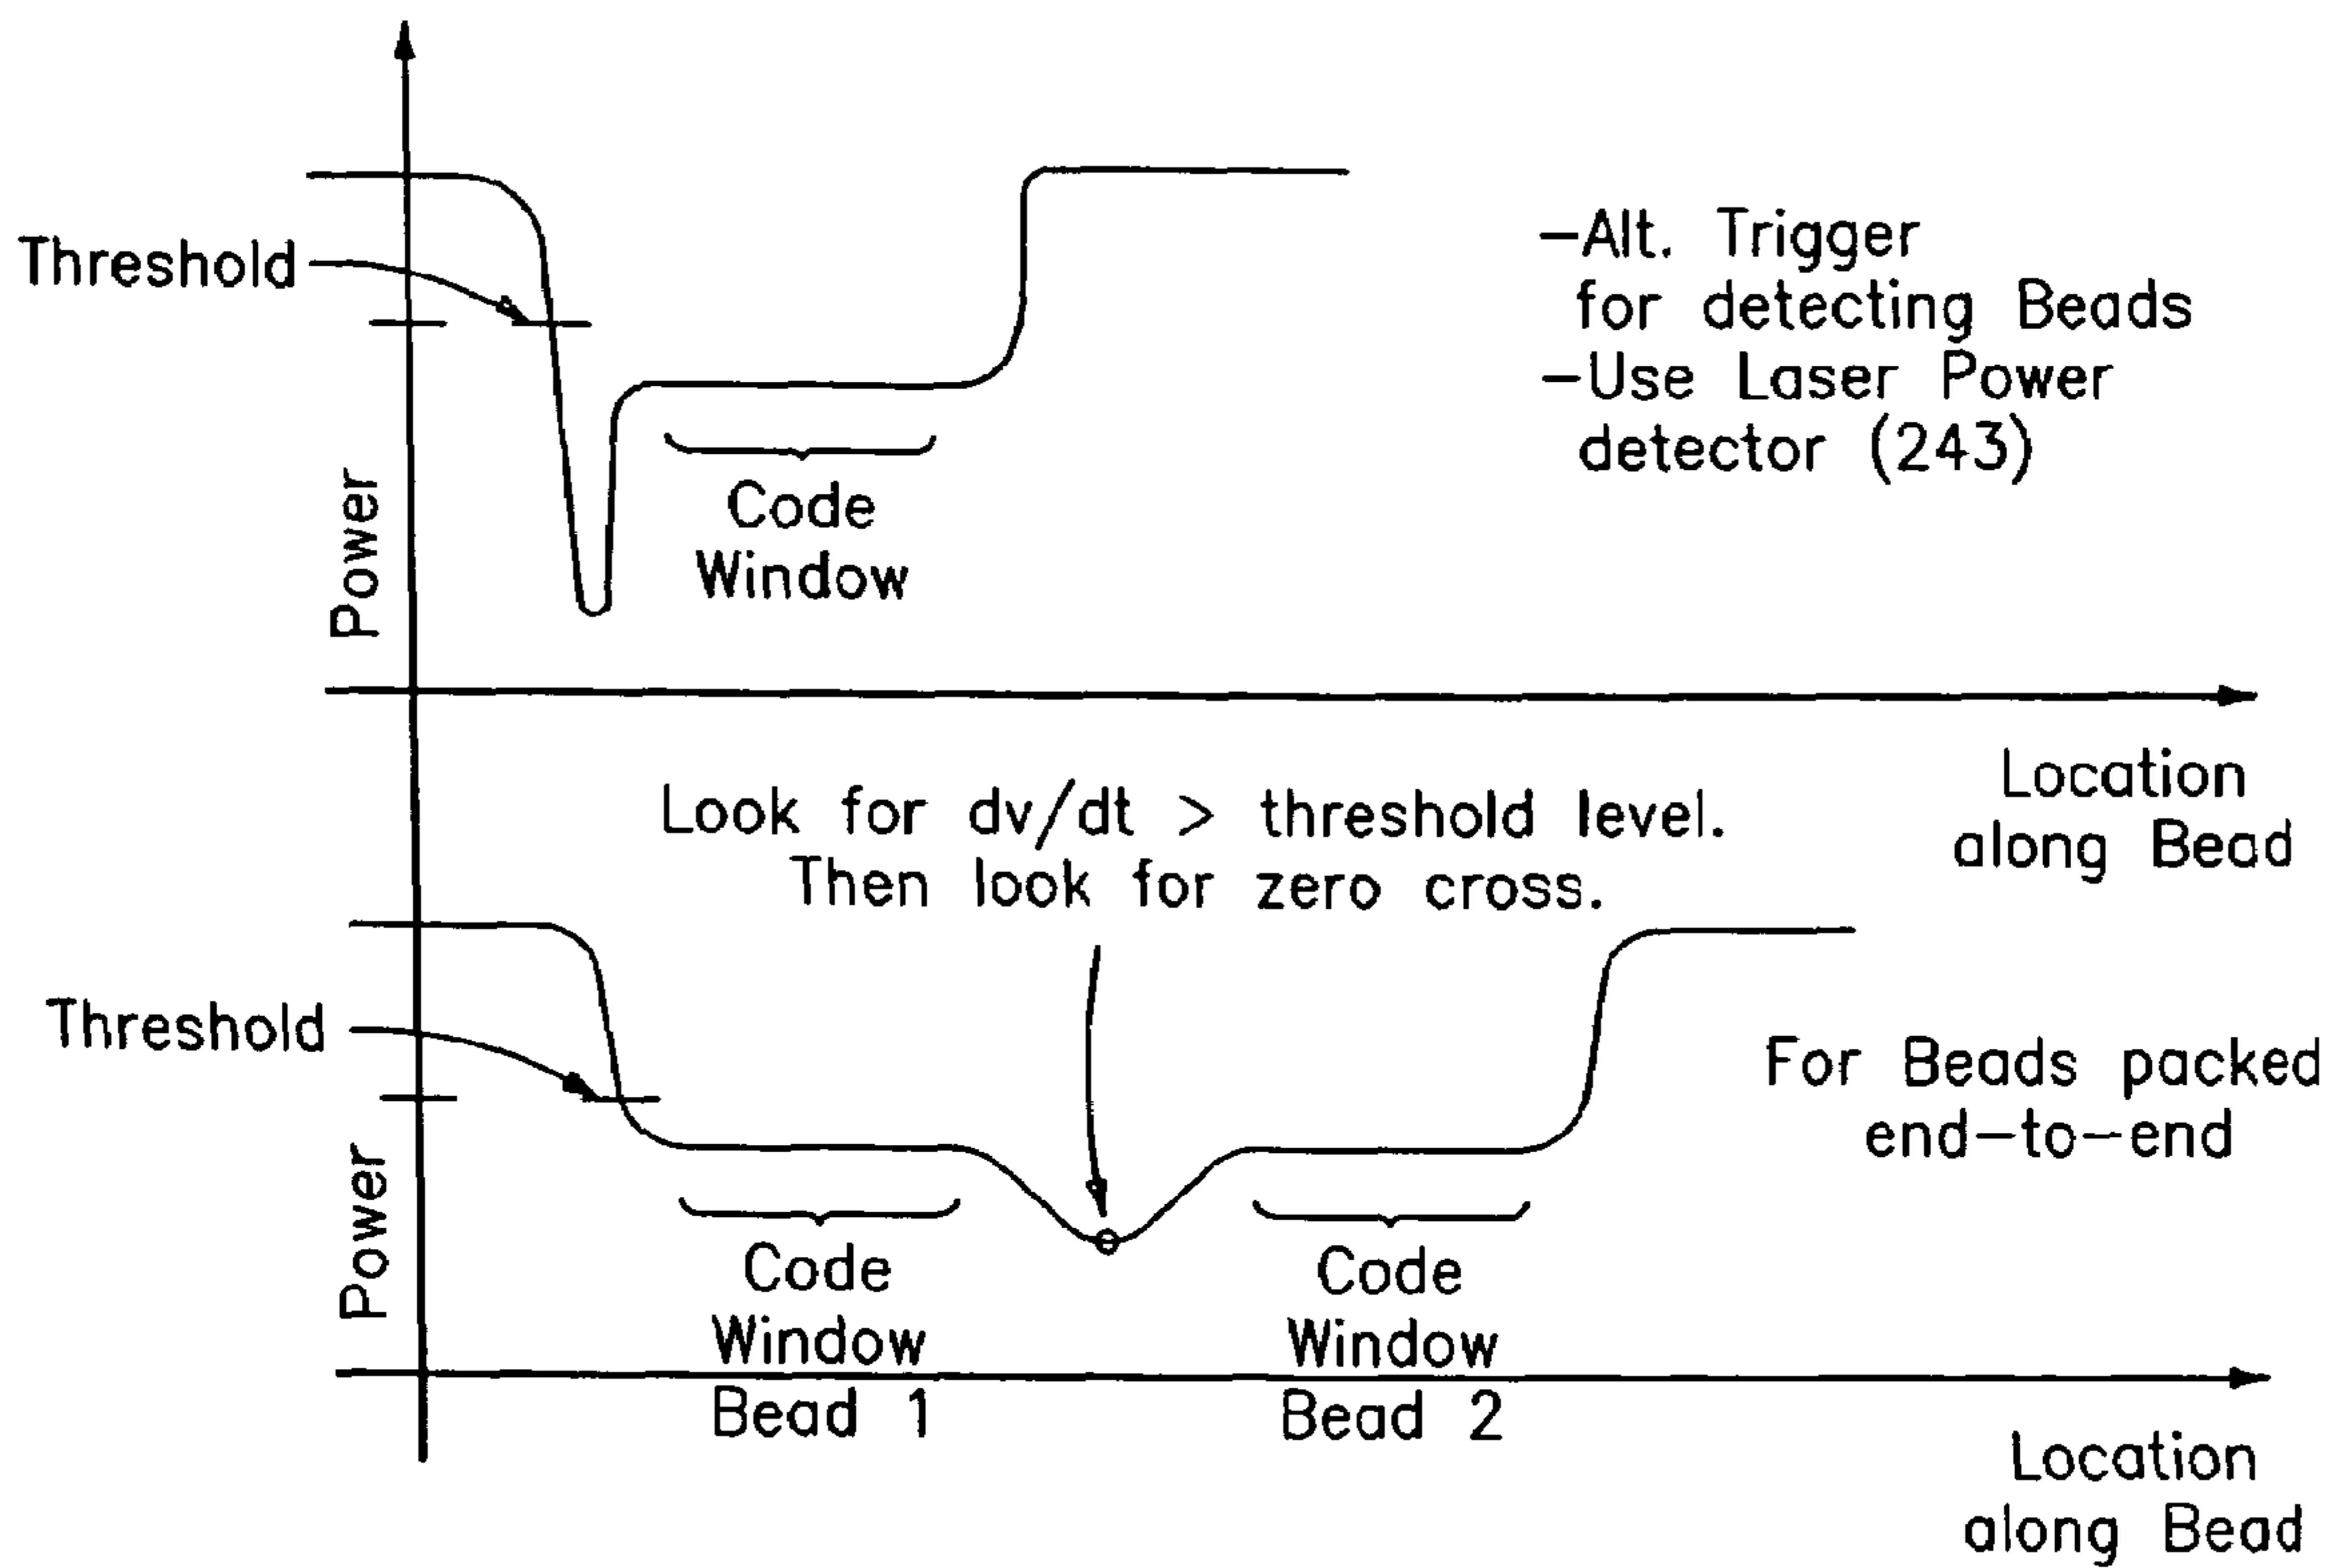 Threshold
Power
Code
Window
–Alt. Trigger
for detecting Beads
–Use Laser Power
detector (243)
Location
along Bead
Look for dv/dt > threshold level.
Then look for zero cross.
Threshold
Power
Code
Window
Bead 1
Code
Window
Bead 2
For Beads packed
end–to–end
Location
along Bead